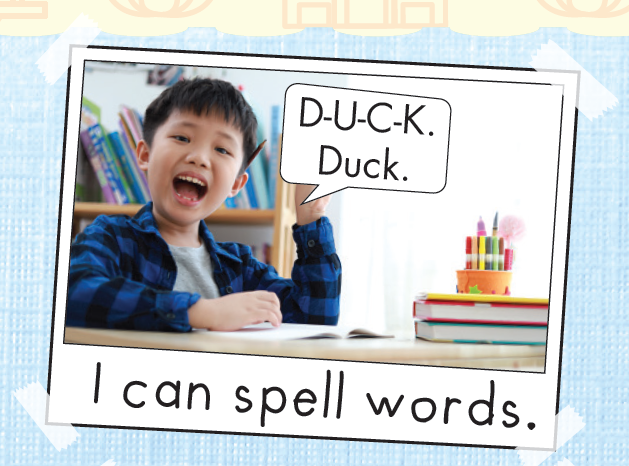 D-U-C-K.
Duck.
I can spell words.